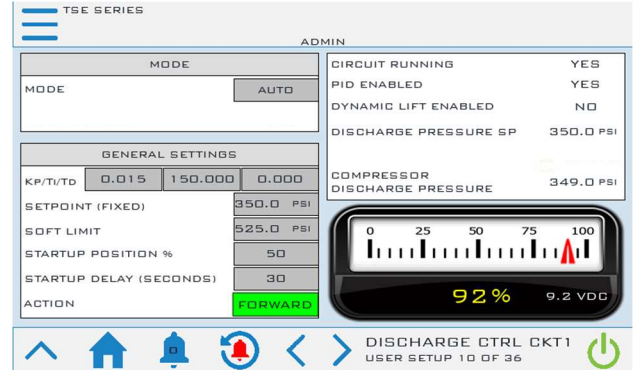 TSE SERIES
ADMIN
MODE
MODE AUTO
GENERAL SETTINGS
KP/TI/TD 0.015 150.000 0.000
SETPOINT (FIXED) 350.0 PSI
SOFT LIMIT 525.0 PSI
STARTUP POSITION % 50
STARTUP DELAY (SECONDS) 30
ACTION FORWARD
CIRCUIT RUNNING YES
PID ENABLED YES
DYNAMIC LIFT ENABLED NO
DISCHARGE PRESSURE SP 350.0 PSI
COMPRESSOR
DISCHARGE PRESSURE 349.0 PSI
0 25 50 75 100
92% 9.2 VDC
0
DISCHARGE CTRL CKT1
USER SETUP 10 OF 36